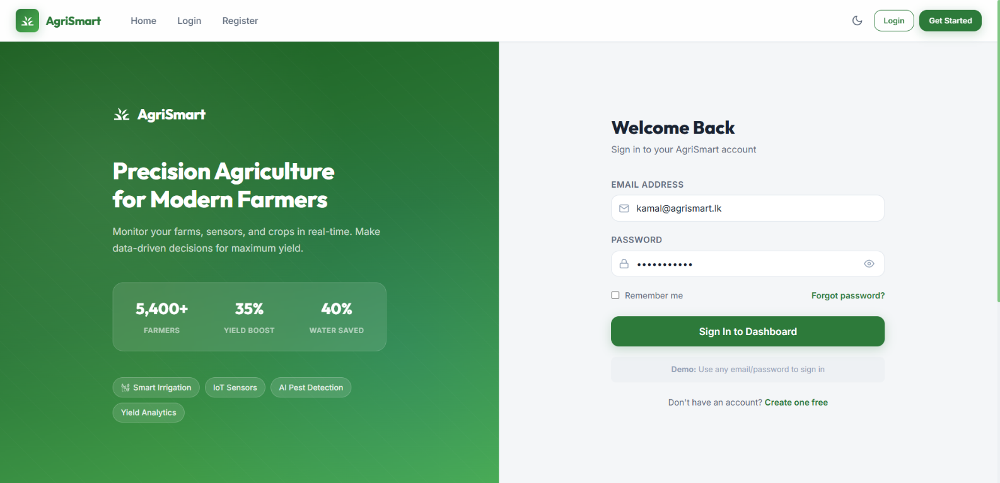 AgriSmart
Home
Login
Register
Login
Get Started
AgriSmart
Precision Agriculture
for Modern Farmers
Monitor your farms, sensors, and crops in real-time. Make
data-driven decisions for maximum yield.
5,400+
35%
40%
FARMERS
YIELD BOOST
WATER SAVED
Smart Irrigation
IoT Sensors
AI Pest Detection
Yield Analytics
Welcome Back
Sign in to your AgriSmart account
EMAIL ADDRESS
kamal@agrismart.lk
PASSWORD
•••••••••••
Remember me
Forgot password?
Sign In to Dashboard
Demo: Use any email/password to sign in
Don't have an account? Create one free